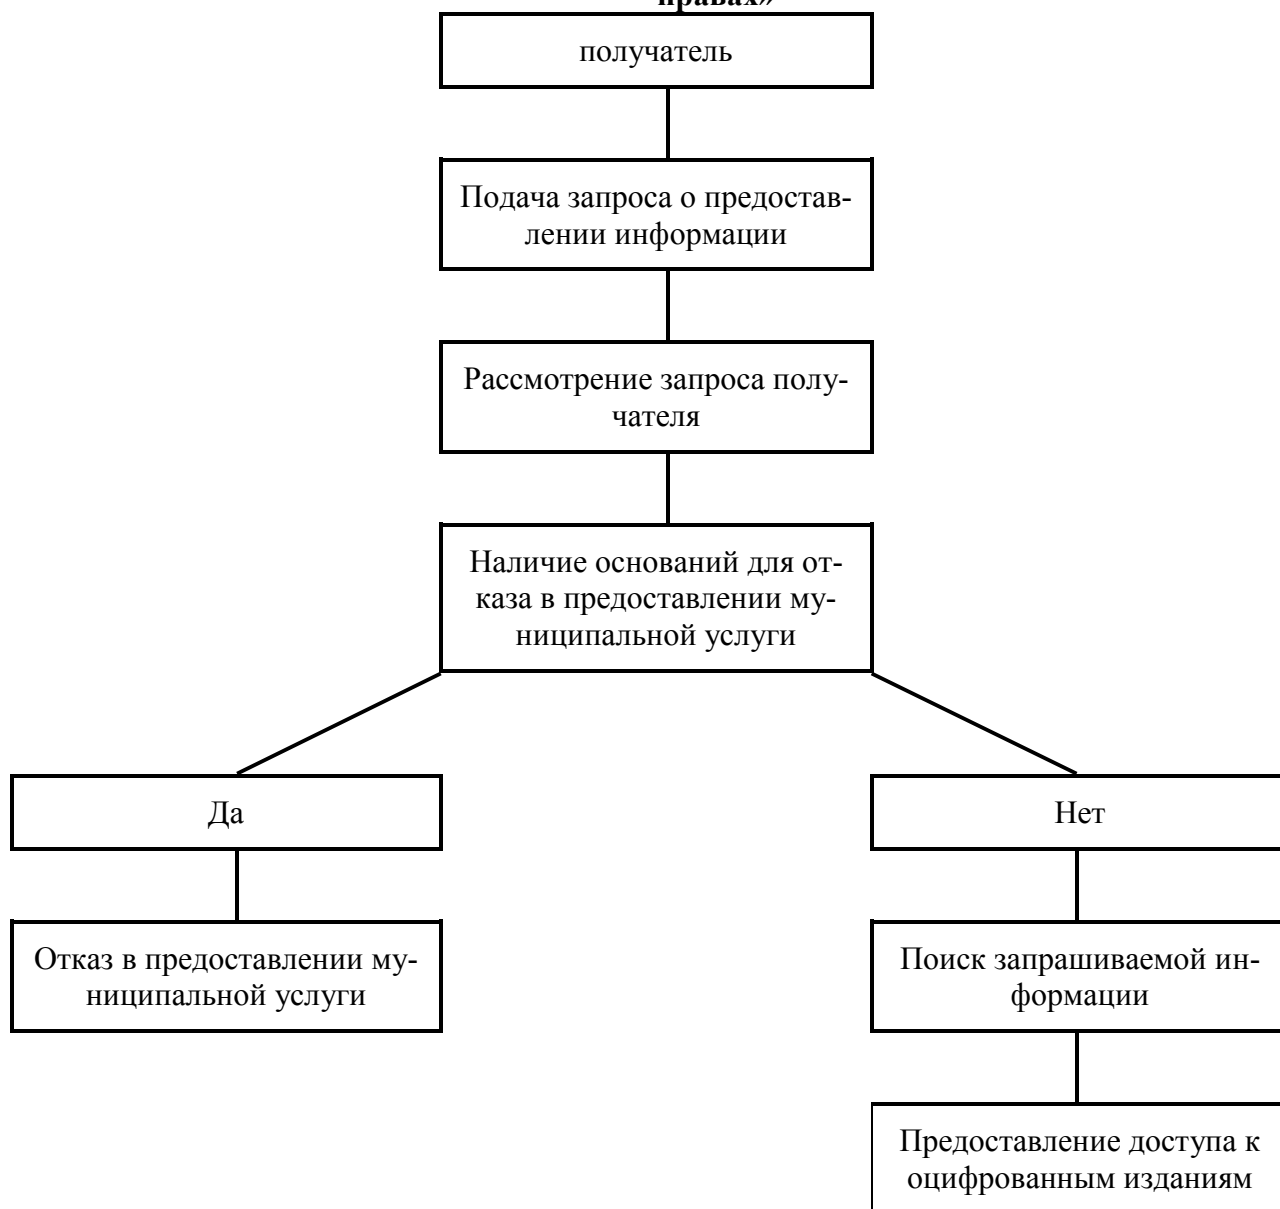 правах»
получатель
Подача запроса о предостав-
лении информации
Рассмотрение запроса полу-
чателя
Наличие оснований для от-
каза в предоставлении му-
ниципальной услуги
Да
Нет
Отказ в предоставлении му-
ниципальной услуги
Поиск запрашиваемой ин-
формации
Предоставление доступа к
оцифрованным изданиям